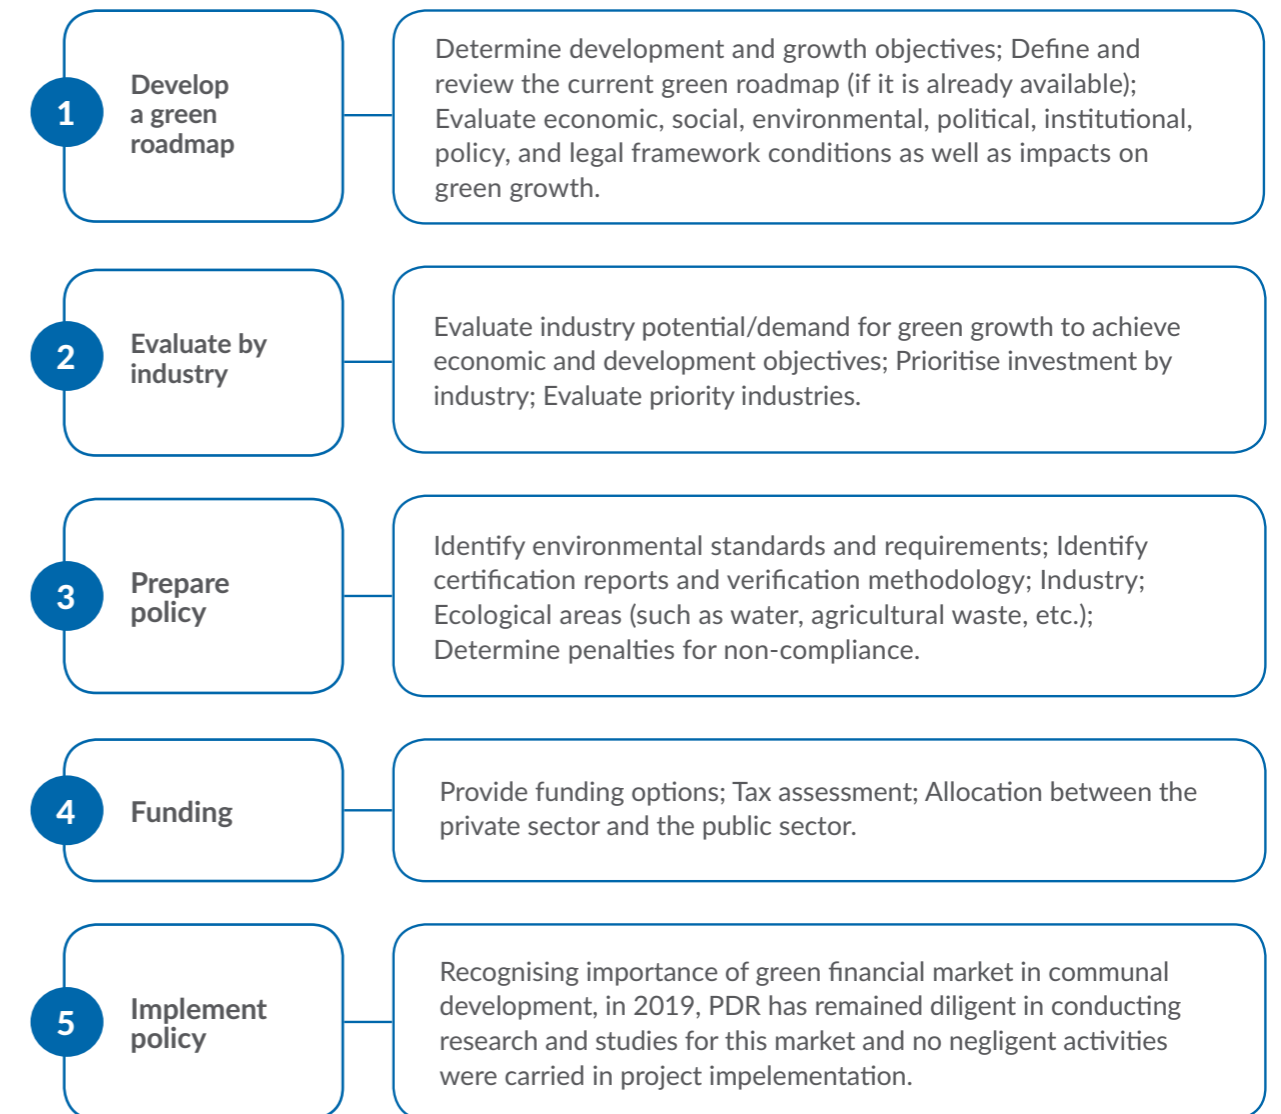 1
Develop
a green
roadmap
Determine development and growth objectives; Define and
review the current green roadmap (if it is already available);
Evaluate economic, social, environmental, political, institutional,
policy, and legal framework conditions as well as impacts on
green growth.
2
Evaluate by
industry
Evaluate industry potential/demand for green growth to achieve
economic and development objectives; Prioritise investment by
industry; Evaluate priority industries.
3
Prepare
policy
Identify environmental standards and requirements; Identify
certification reports and verification methodology; Industry;
Ecological areas (such as water, agricultural waste, etc.);
Determine penalties for non-compliance.
4
Funding
Provide funding options; Tax assessment; Allocation between the
private sector and the public sector.
5
Implement
policy
Recognising importance of green financial market in communal
development, in 2019, PDR has remained diligent in conducting
research and studies for this market and no negligent activities
were carried in project impelementation.